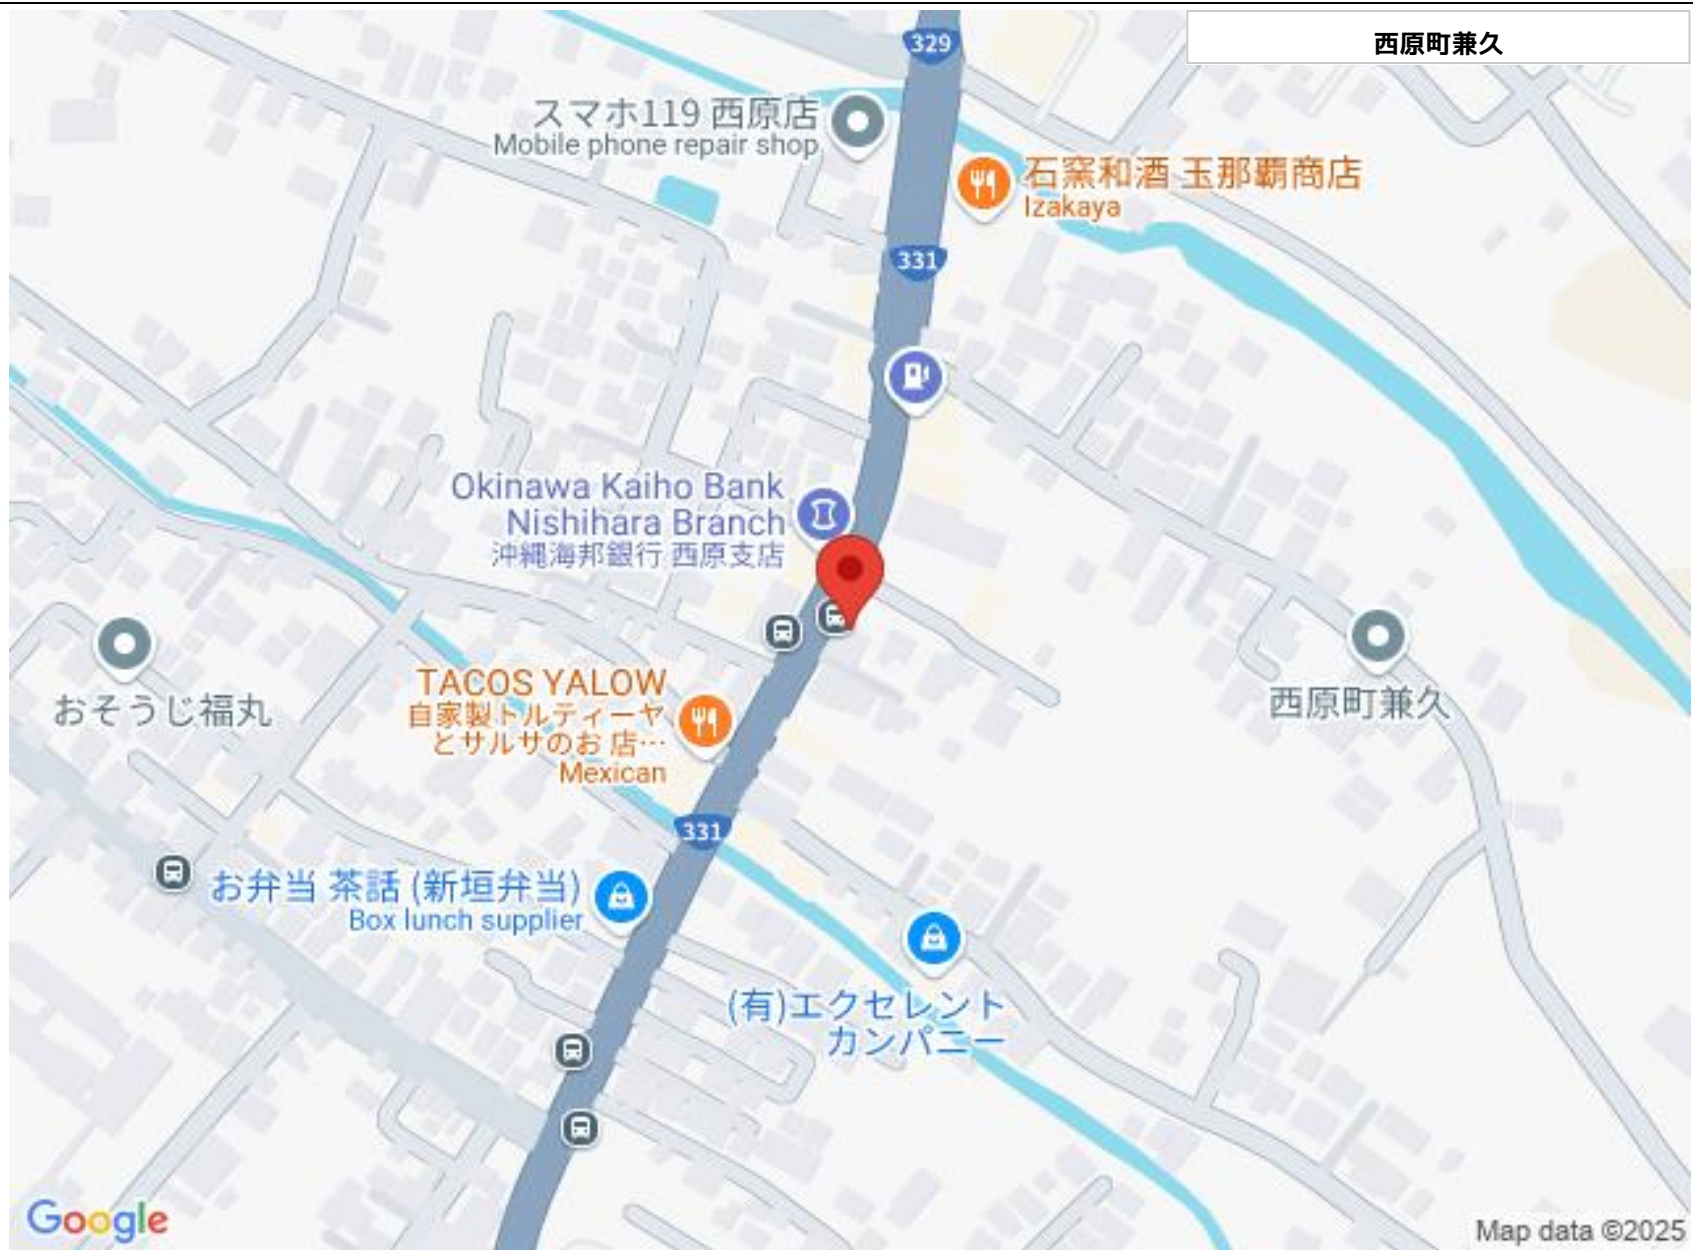 西原町兼久
329
スマホ119 西原店
Mobile phone repair shop
石窯和酒 玉那覇商店
Izakaya
331
Okinawa Kaiho Bank
Nishihara Branch
沖縄海邦銀行 西原支店
おそうじ福丸
TACOS YALOW
自家製トルティーヤ
とサルサのお 店…
Mexican
西原町兼久
331
お弁当 茶話 (新垣弁当)
Box lunch supplier
(有)エクセレント
カンパニー
Google
Map data ©2025